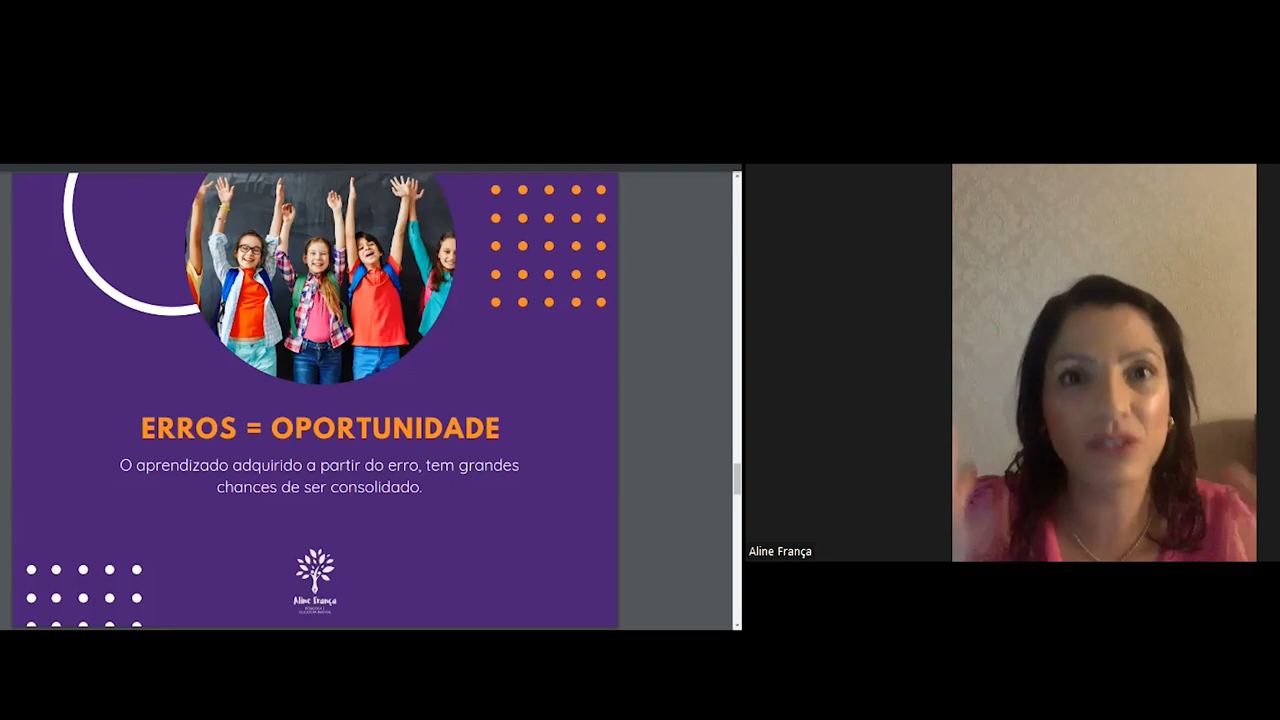 ERROS = OPORTUNIDADE
O aprendizado adquirido a partir do erro, tem grandes
chances de ser consolidado.
Aline França
Aline França